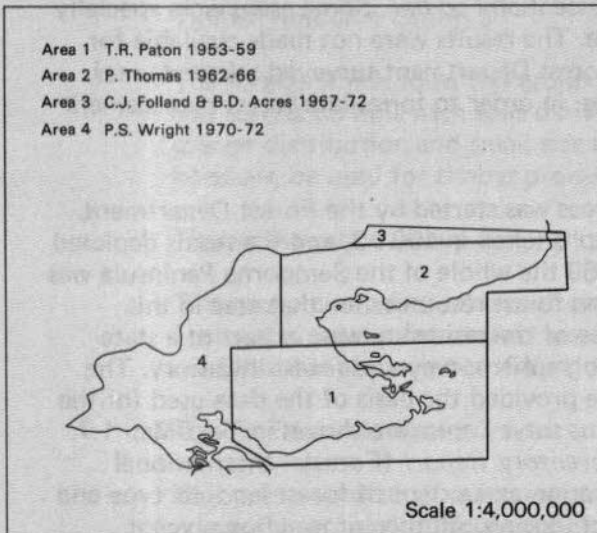 Area 1 T.R. Paton 1953-59
Area 2 P. Thomas 1962-66
Area 3 C.J. Folland & B.D. Acres 1967-72
Area 4 P.S. Wright 1970-72
3
2
4
1
Scale 1:4,000,000